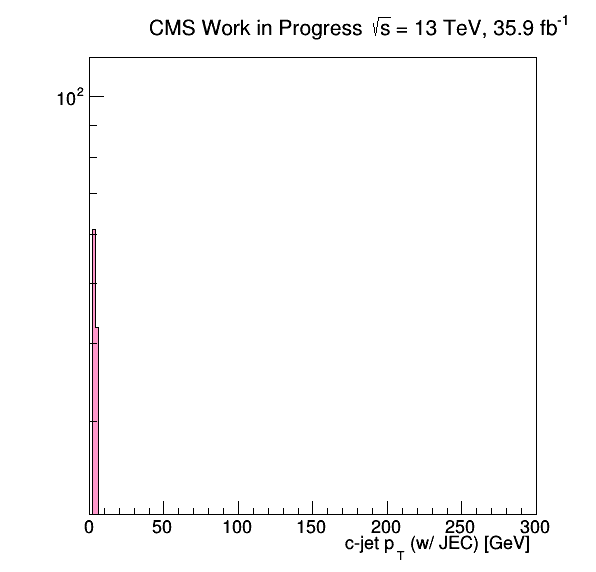 CMS Work in Progress √s = 13 TeV, 35.9 fb⁻¹
10²
0 50 100 150 200 250 300
c-jet p_T (w/ JEC) [GeV]